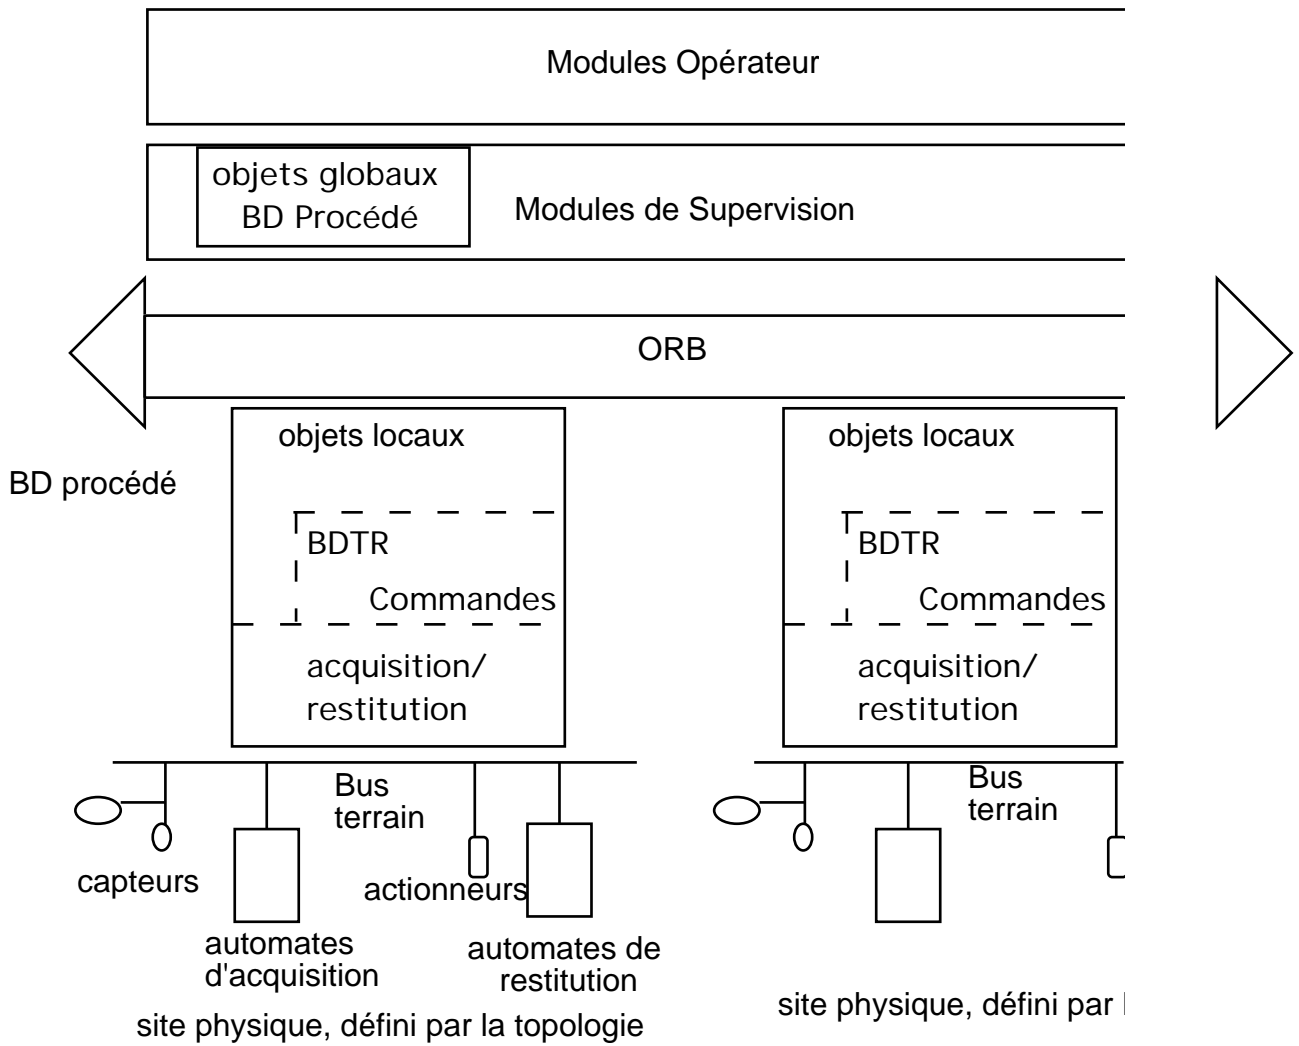 Modules Opérateur
objets globaux
BD Procédé
Modules de Supervision
ORB
objets locaux
objets locaux
BD procédé
BDTR
Commandes
acquisition/
restitution
BDTR
Commandes
acquisition/
restitution
Bus
terrain
capteurs
actionneurs
automates
d'acquisition
automates de
restitution
site physique, défini par la topologie
Bus
terrain
site physique, défini par